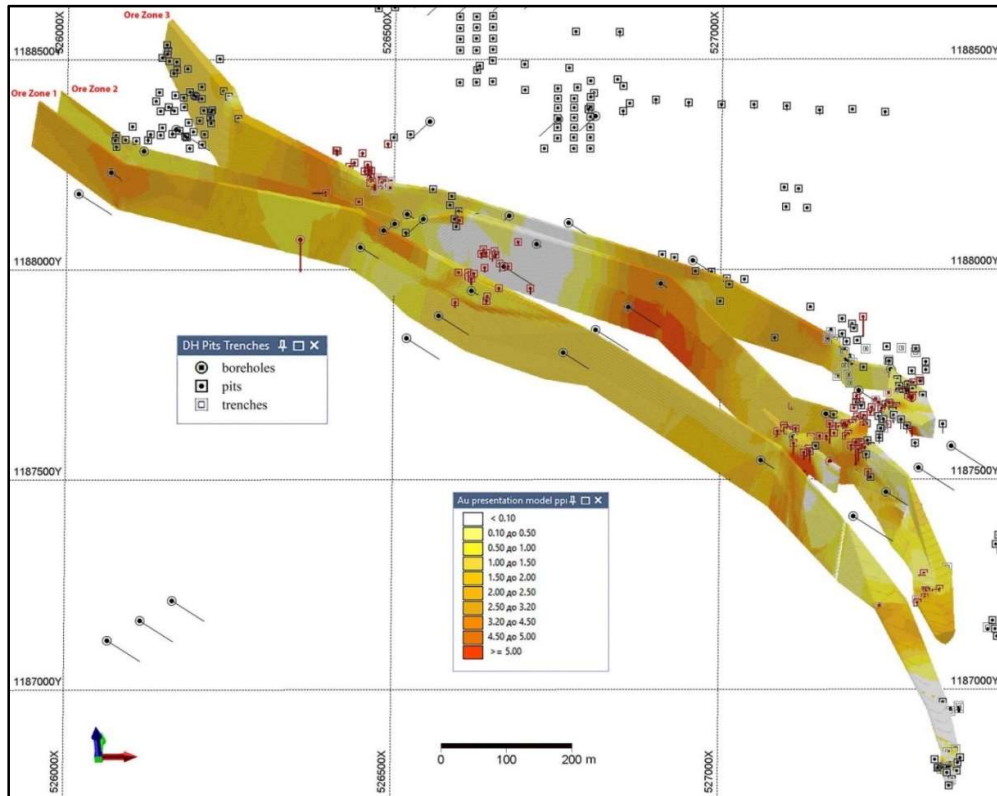 Ore Zone 3
526000X
526500X
527000X
1188500Y
1188500Y
Ore Zone 1
Ore Zone 2
1188000Y
1188000Y
DH Pits Trenches
boreholes
pits
trenches
1187500Y
1187500Y
Au presentation model ppm
< 0.10
0.10 до 0.50
0.50 до 1.00
1.00 до 1.50
1.50 до 2.00
2.00 до 2.50
2.50 до 3.20
3.20 до 4.50
4.50 до 5.00
>= 5.00
1187000Y
1187000Y
0 100 200 m
526000X
526500X
527000X